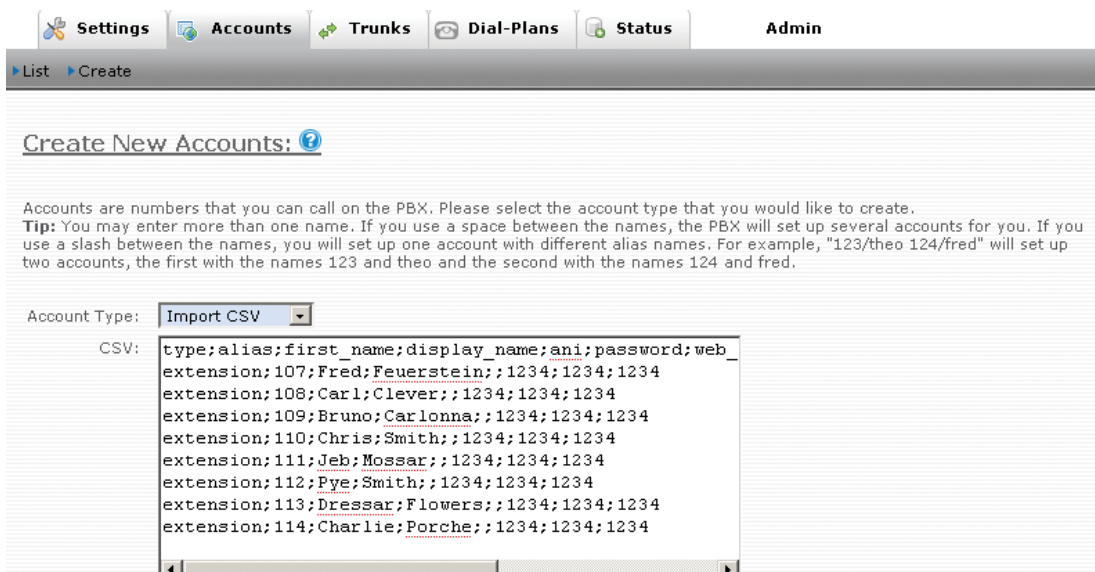 Settings Accounts Trunks Dial-Plans Status Admin
List Create
Create New Accounts:
Accounts are numbers that you can call on the PBX. Please select the account type that you would like to create.
Tip: You may enter more than one name. If you use a space between the names, the PBX will set up several accounts for you. If you
use a slash between the names, you will set up one account with different alias names. For example, "123/theo 124/fred" will set up
two accounts, the first with the names 123 and theo and the second with the names 124 and fred.
Account Type: Import CSV
CSV: type;alias;first_name;display_name;ani;password;web_
extension;107;Fred;Feuerstein;;1234;1234;1234
extension;108;Carl;Clever;;1234;1234;1234
extension;109;Bruno;Carlonna;;1234;1234;1234
extension;110;Chris;Smith;;1234;1234;1234
extension;111;Jeb;Mossar;;1234;1234;1234
extension;112;Pye;Smith;;1234;1234;1234
extension;113;Dressar;Flowers;;1234;1234;1234
extension;114;Charlie;Porche;;1234;1234;1234